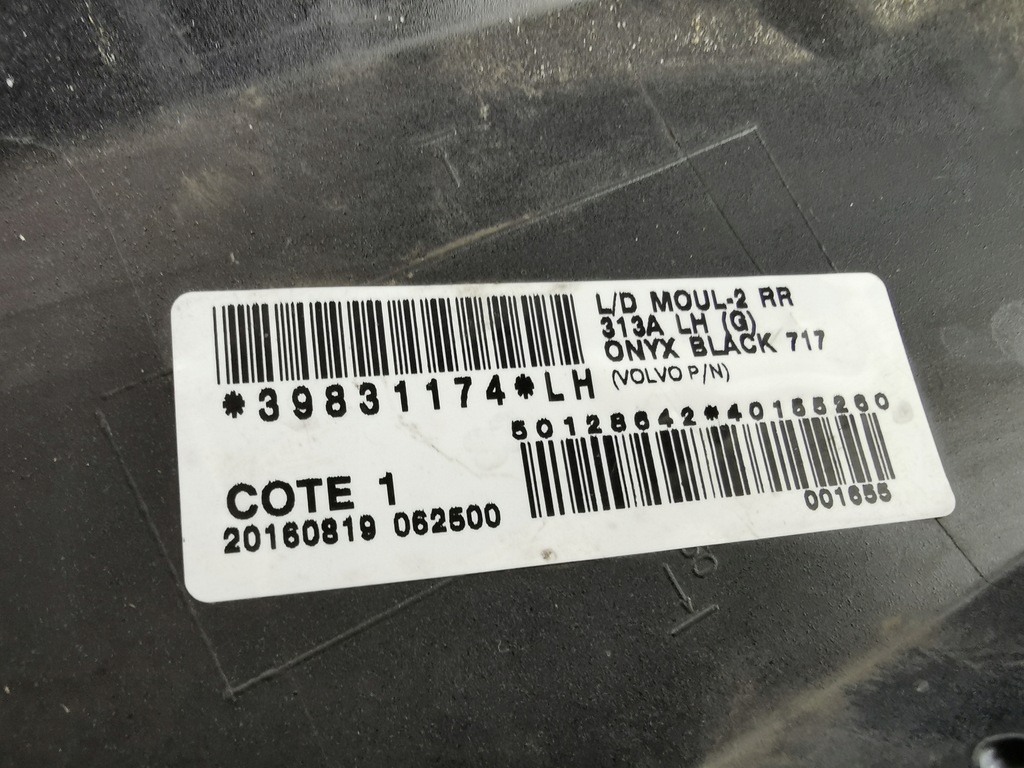 L/D MOUL-2 RR
313A LH (G)
ONYX BLACK 717
(VOLVO P/N)
*39831174*LH
50128642*40155260
001655
COTE 1
20160819 062500